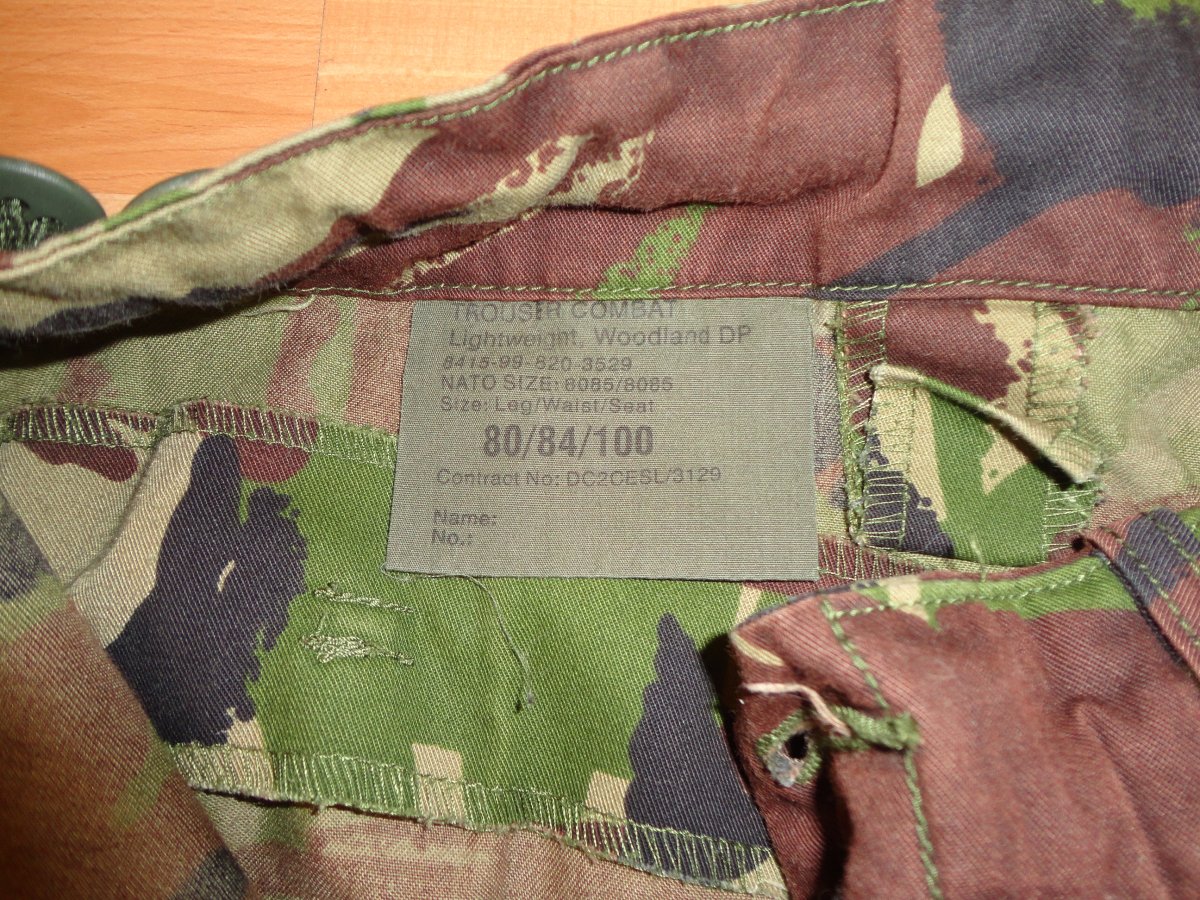 TROUSER COMBAT
Lightweight, Woodland DP
8415-99-820-3529
NATO SIZE: 8085/8085
Size: Leg/Waist/Seat
80/84/100
Contract No: DC2CESL/3129
Name:
No.: